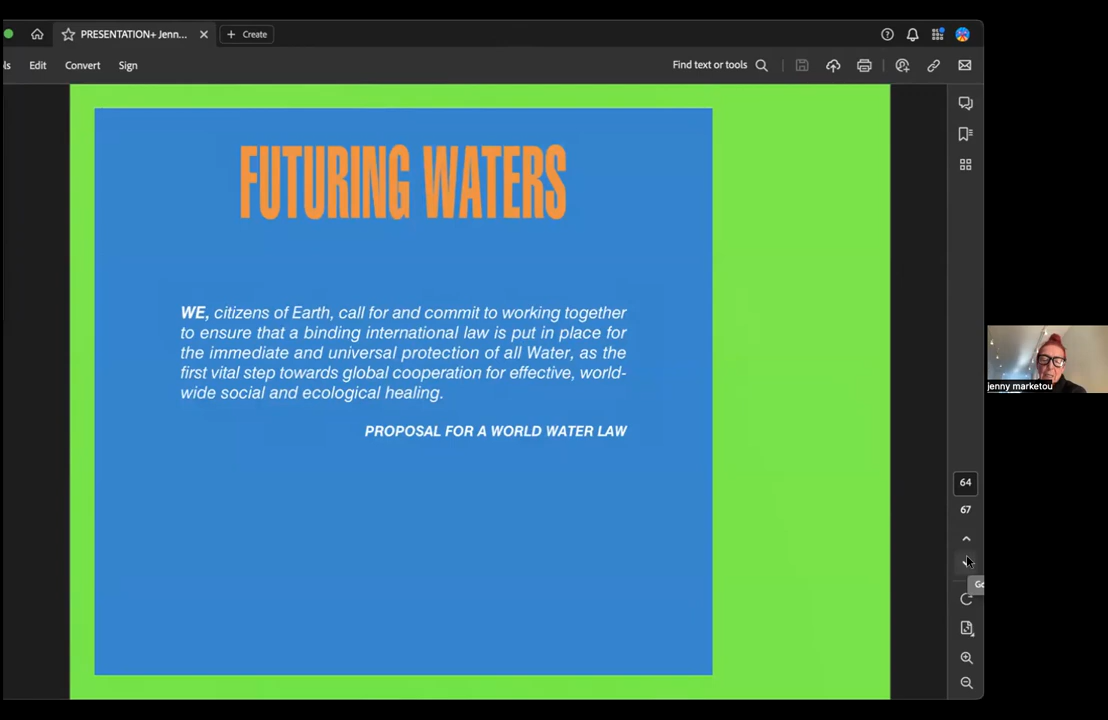 PRESENTATION+ Jenn...
Create
ls
Edit
Convert
Sign
Find text or tools
FUTURING WATERS
WE, citizens of Earth, call for and commit to working together
to ensure that a binding international law is put in place for
the immediate and universal protection of all Water, as the
first vital step towards global cooperation for effective, world-
wide social and ecological healing.
PROPOSAL FOR A WORLD WATER LAW
jenny marketou
64
67
Go